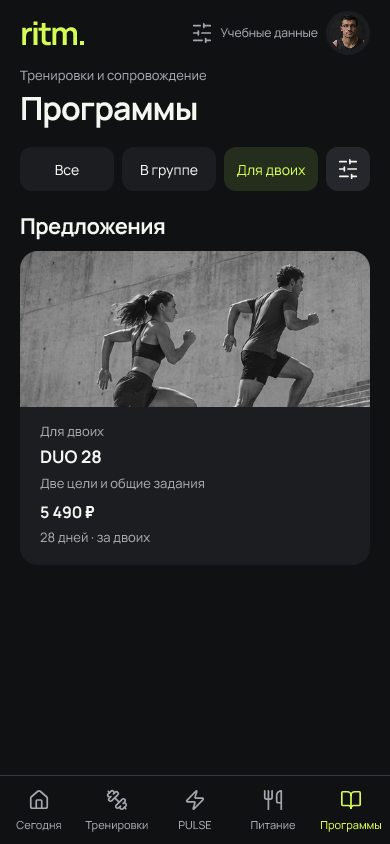 ritm.
Учебные данные
Тренировки и сопровождение
Программы
Все
В группе
Для двоих
Предложения
Для двоих
DUO 28
Две цели и общие задания
5 490 ₽
28 дней · за двоих
Сегодня
Тренировки
PULSE
Питание
Программы